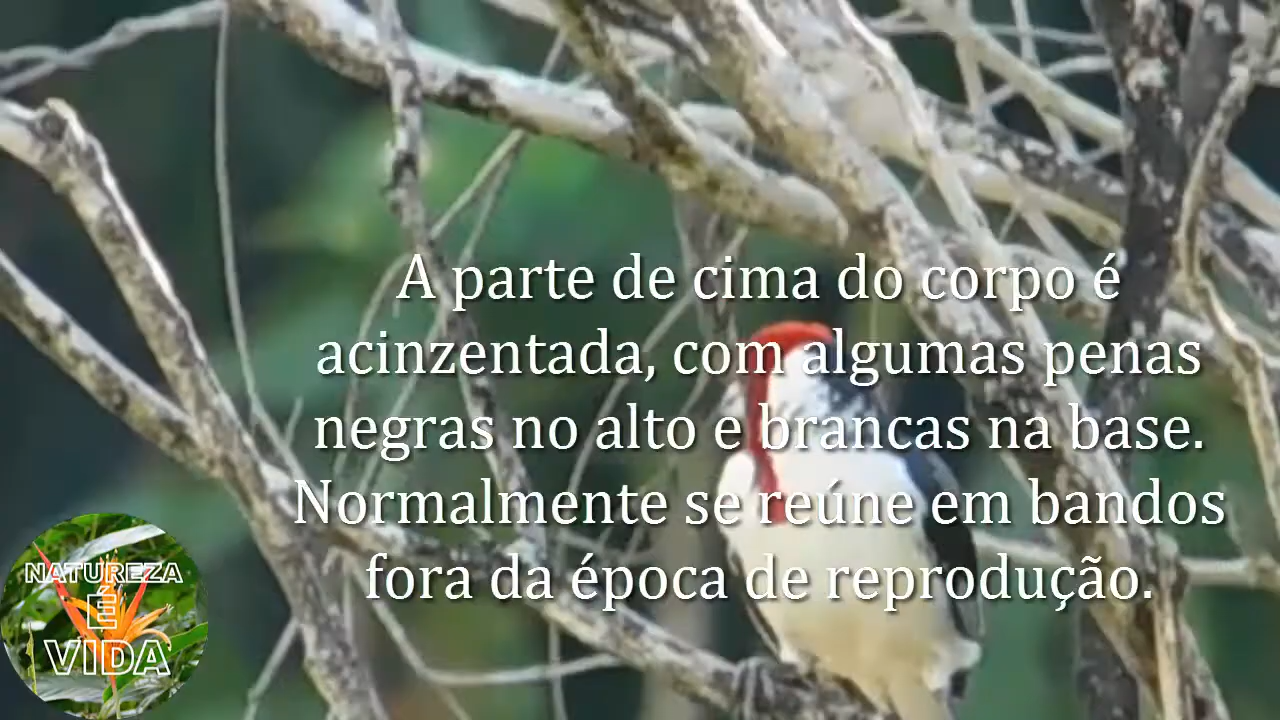 A parte de cima do corpo é
acinzentada, com algumas penas
negras no alto e brancas na base.
Normalmente se reúne em bandos
fora da época de reprodução.
NATUREZA
É
VIDA